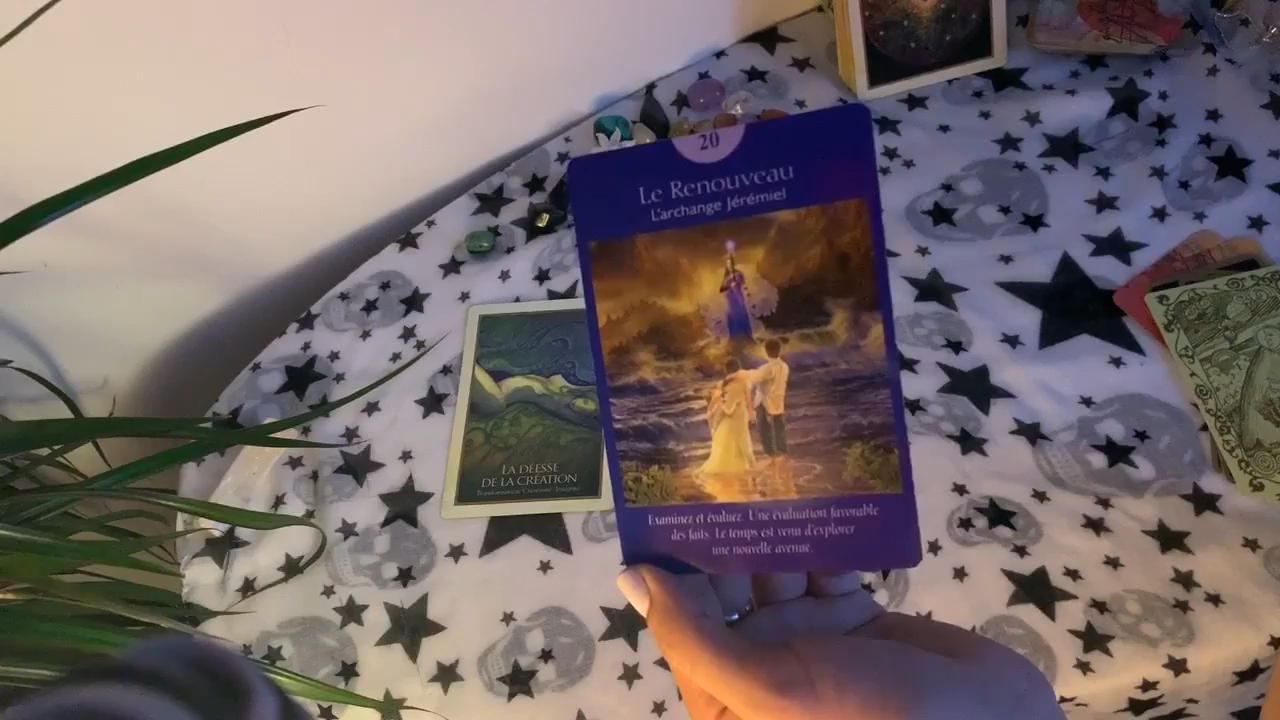 20
Le Renouveau
L'archange Jérémiel
Examinez et évaluez. Une évaluation favorable
des faits. Le temps est venu d'explorer
une nouvelle avenue.
LA DÉESSE
DE LA CRÉATION